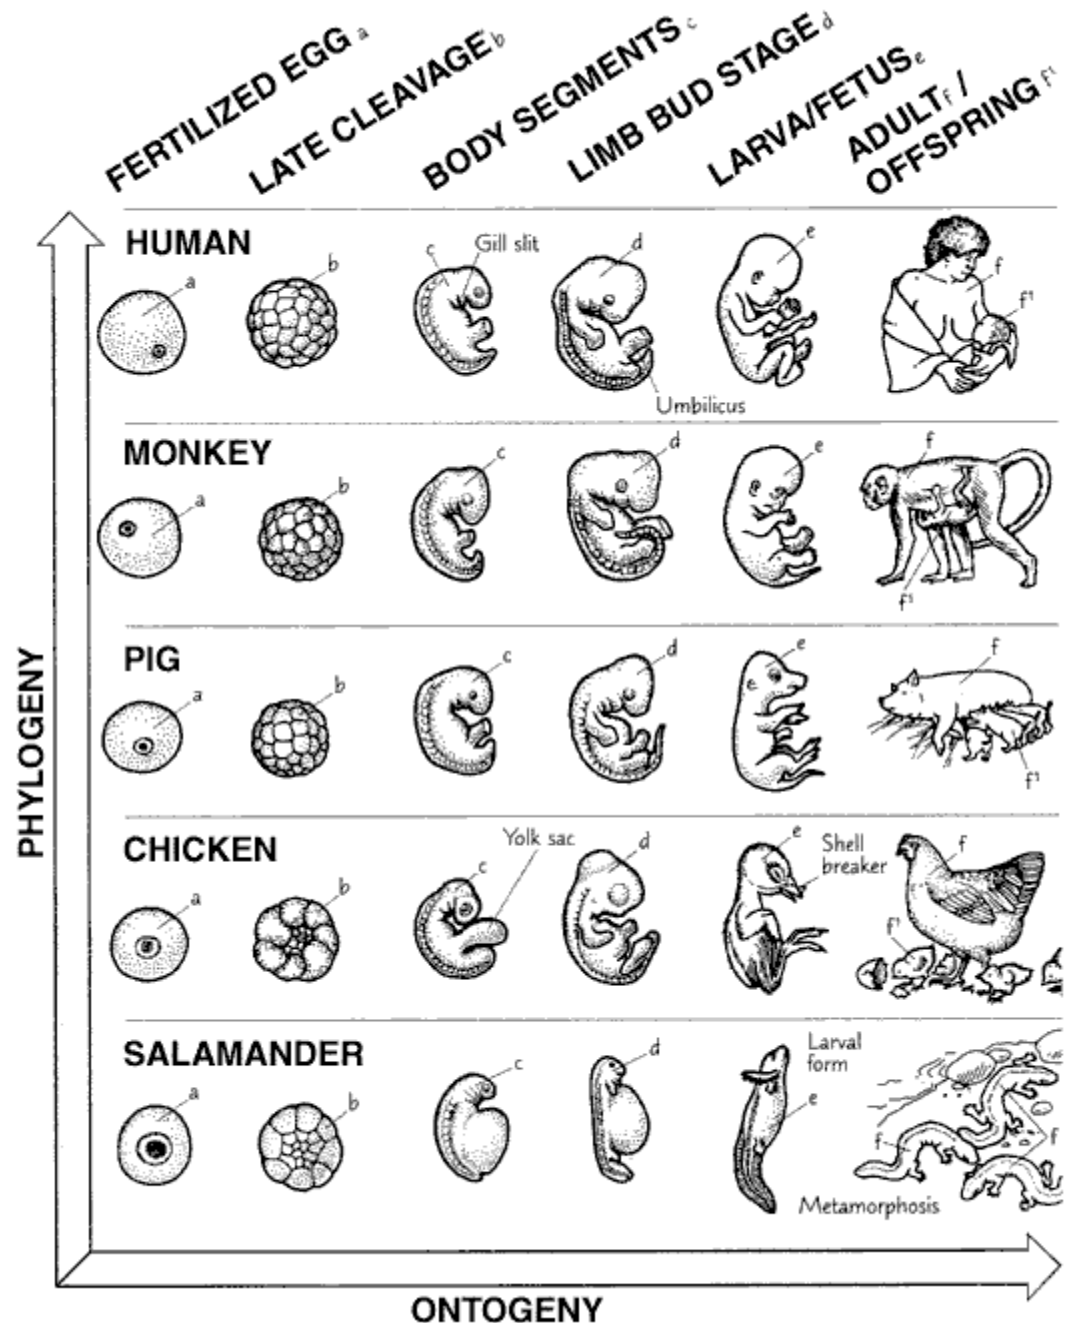 FERTILIZED EGG a
LATE CLEAVAGE b
BODY SEGMENTS c
LIMB BUD STAGE d
LARVA/FETUS e
ADULT f /
OFFSPRING f¹
HUMAN
a
b
c
Gill slit
d
Umbilicus
e
f
f¹
MONKEY
a
b
c
d
e
f
f¹
PIG
a
b
c
d
e
f
f¹
CHICKEN
a
b
c
Yolk sac
d
e
Shell
breaker
f
f¹
SALAMANDER
a
b
c
d
Larval
form
e
Metamorphosis
f
f
PHYLOGENY
ONTOGENY